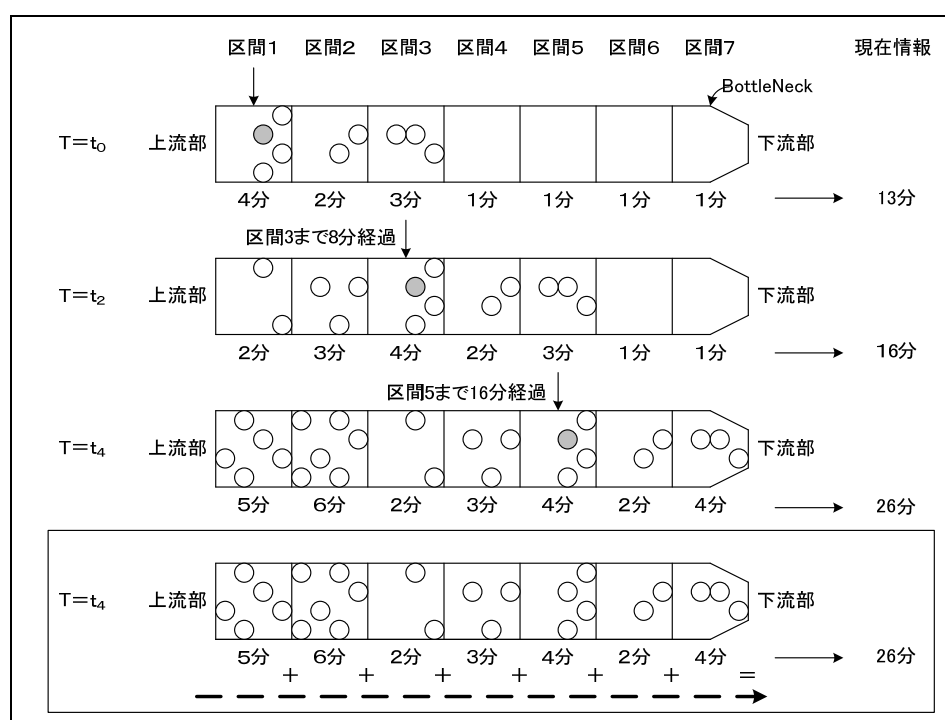 区間1 区間2 区間3 区間4 区間5 区間6 区間7 現在情報
BottleNeck
T=t0 上流部 下流部
4分 2分 3分 1分 1分 1分 1分 13分
区間3まで8分経過
T=t2 上流部 下流部
2分 3分 4分 2分 3分 1分 1分 16分
区間5まで16分経過
T=t4 上流部 下流部
5分 6分 2分 3分 4分 2分 4分 26分
T=t4 上流部 下流部
5分 6分 2分 3分 4分 2分 4分 26分
+ + + + + + =